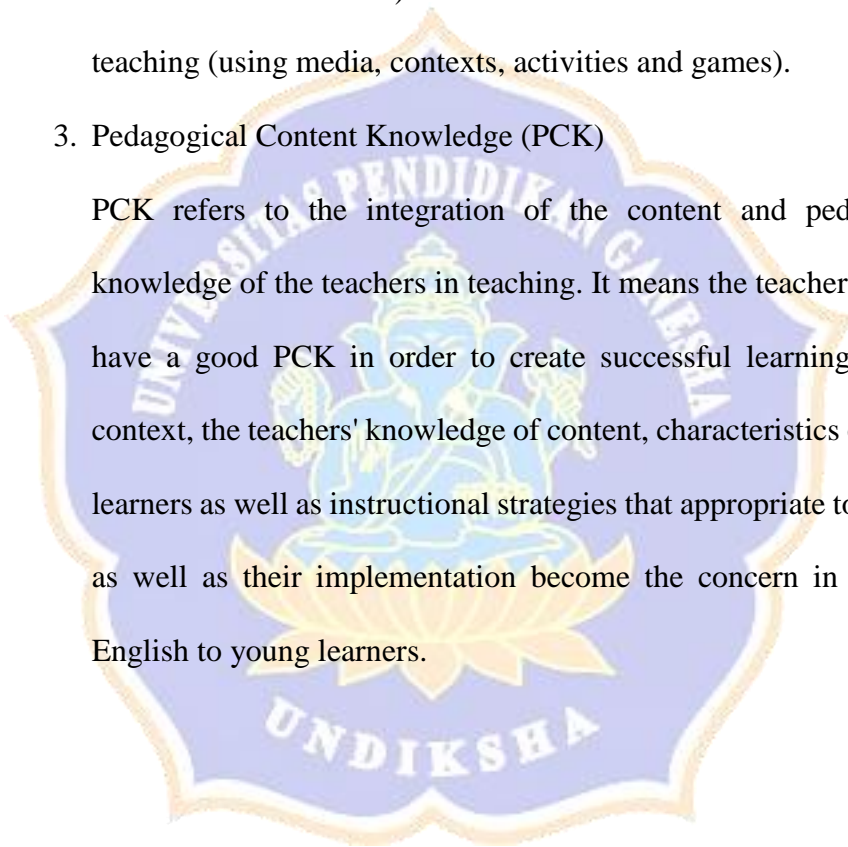 )
teaching (using media, contexts, activities and games).
3. Pedagogical Content Knowledge (PCK)
PCK refers to the integration of the content and
knowledge of the teachers in teaching. It means the teacher
have a good PCK in order to create successful learning
context, the teachers' knowledge of content, characteristics
learners as well as instructional strategies that appropriate to
as well as their implementation become the concern in
English to young learners.
UNIVERSITAS PENDIDIKAN GANESHA
UNDIKSHA